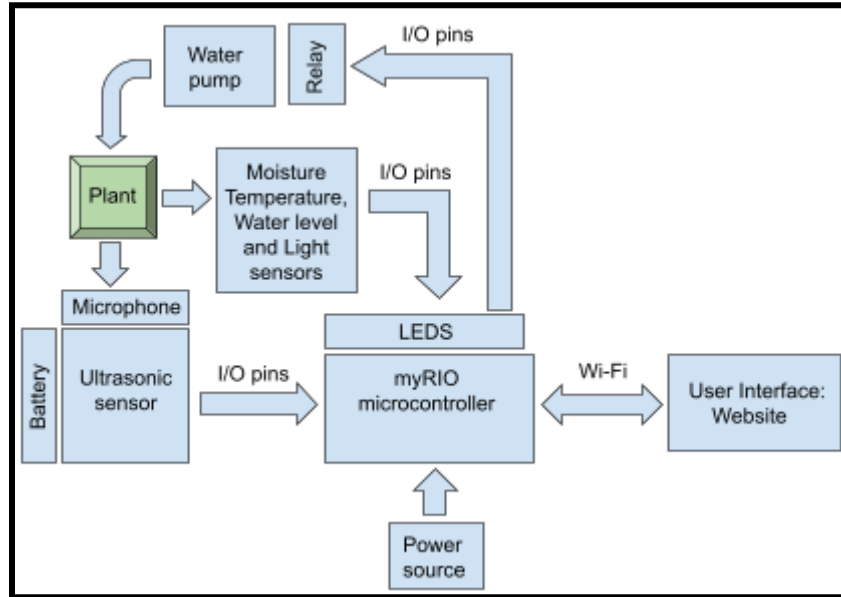 I/O pins
Water
pump
Relay
Plant
Moisture
Temperature,
Water level
and Light
sensors
I/O pins
Microphone
LEDS
Battery
Ultrasonic
sensor
I/O pins
myRIO
microcontroller
Wi-Fi
User Interface:
Website
Power
source